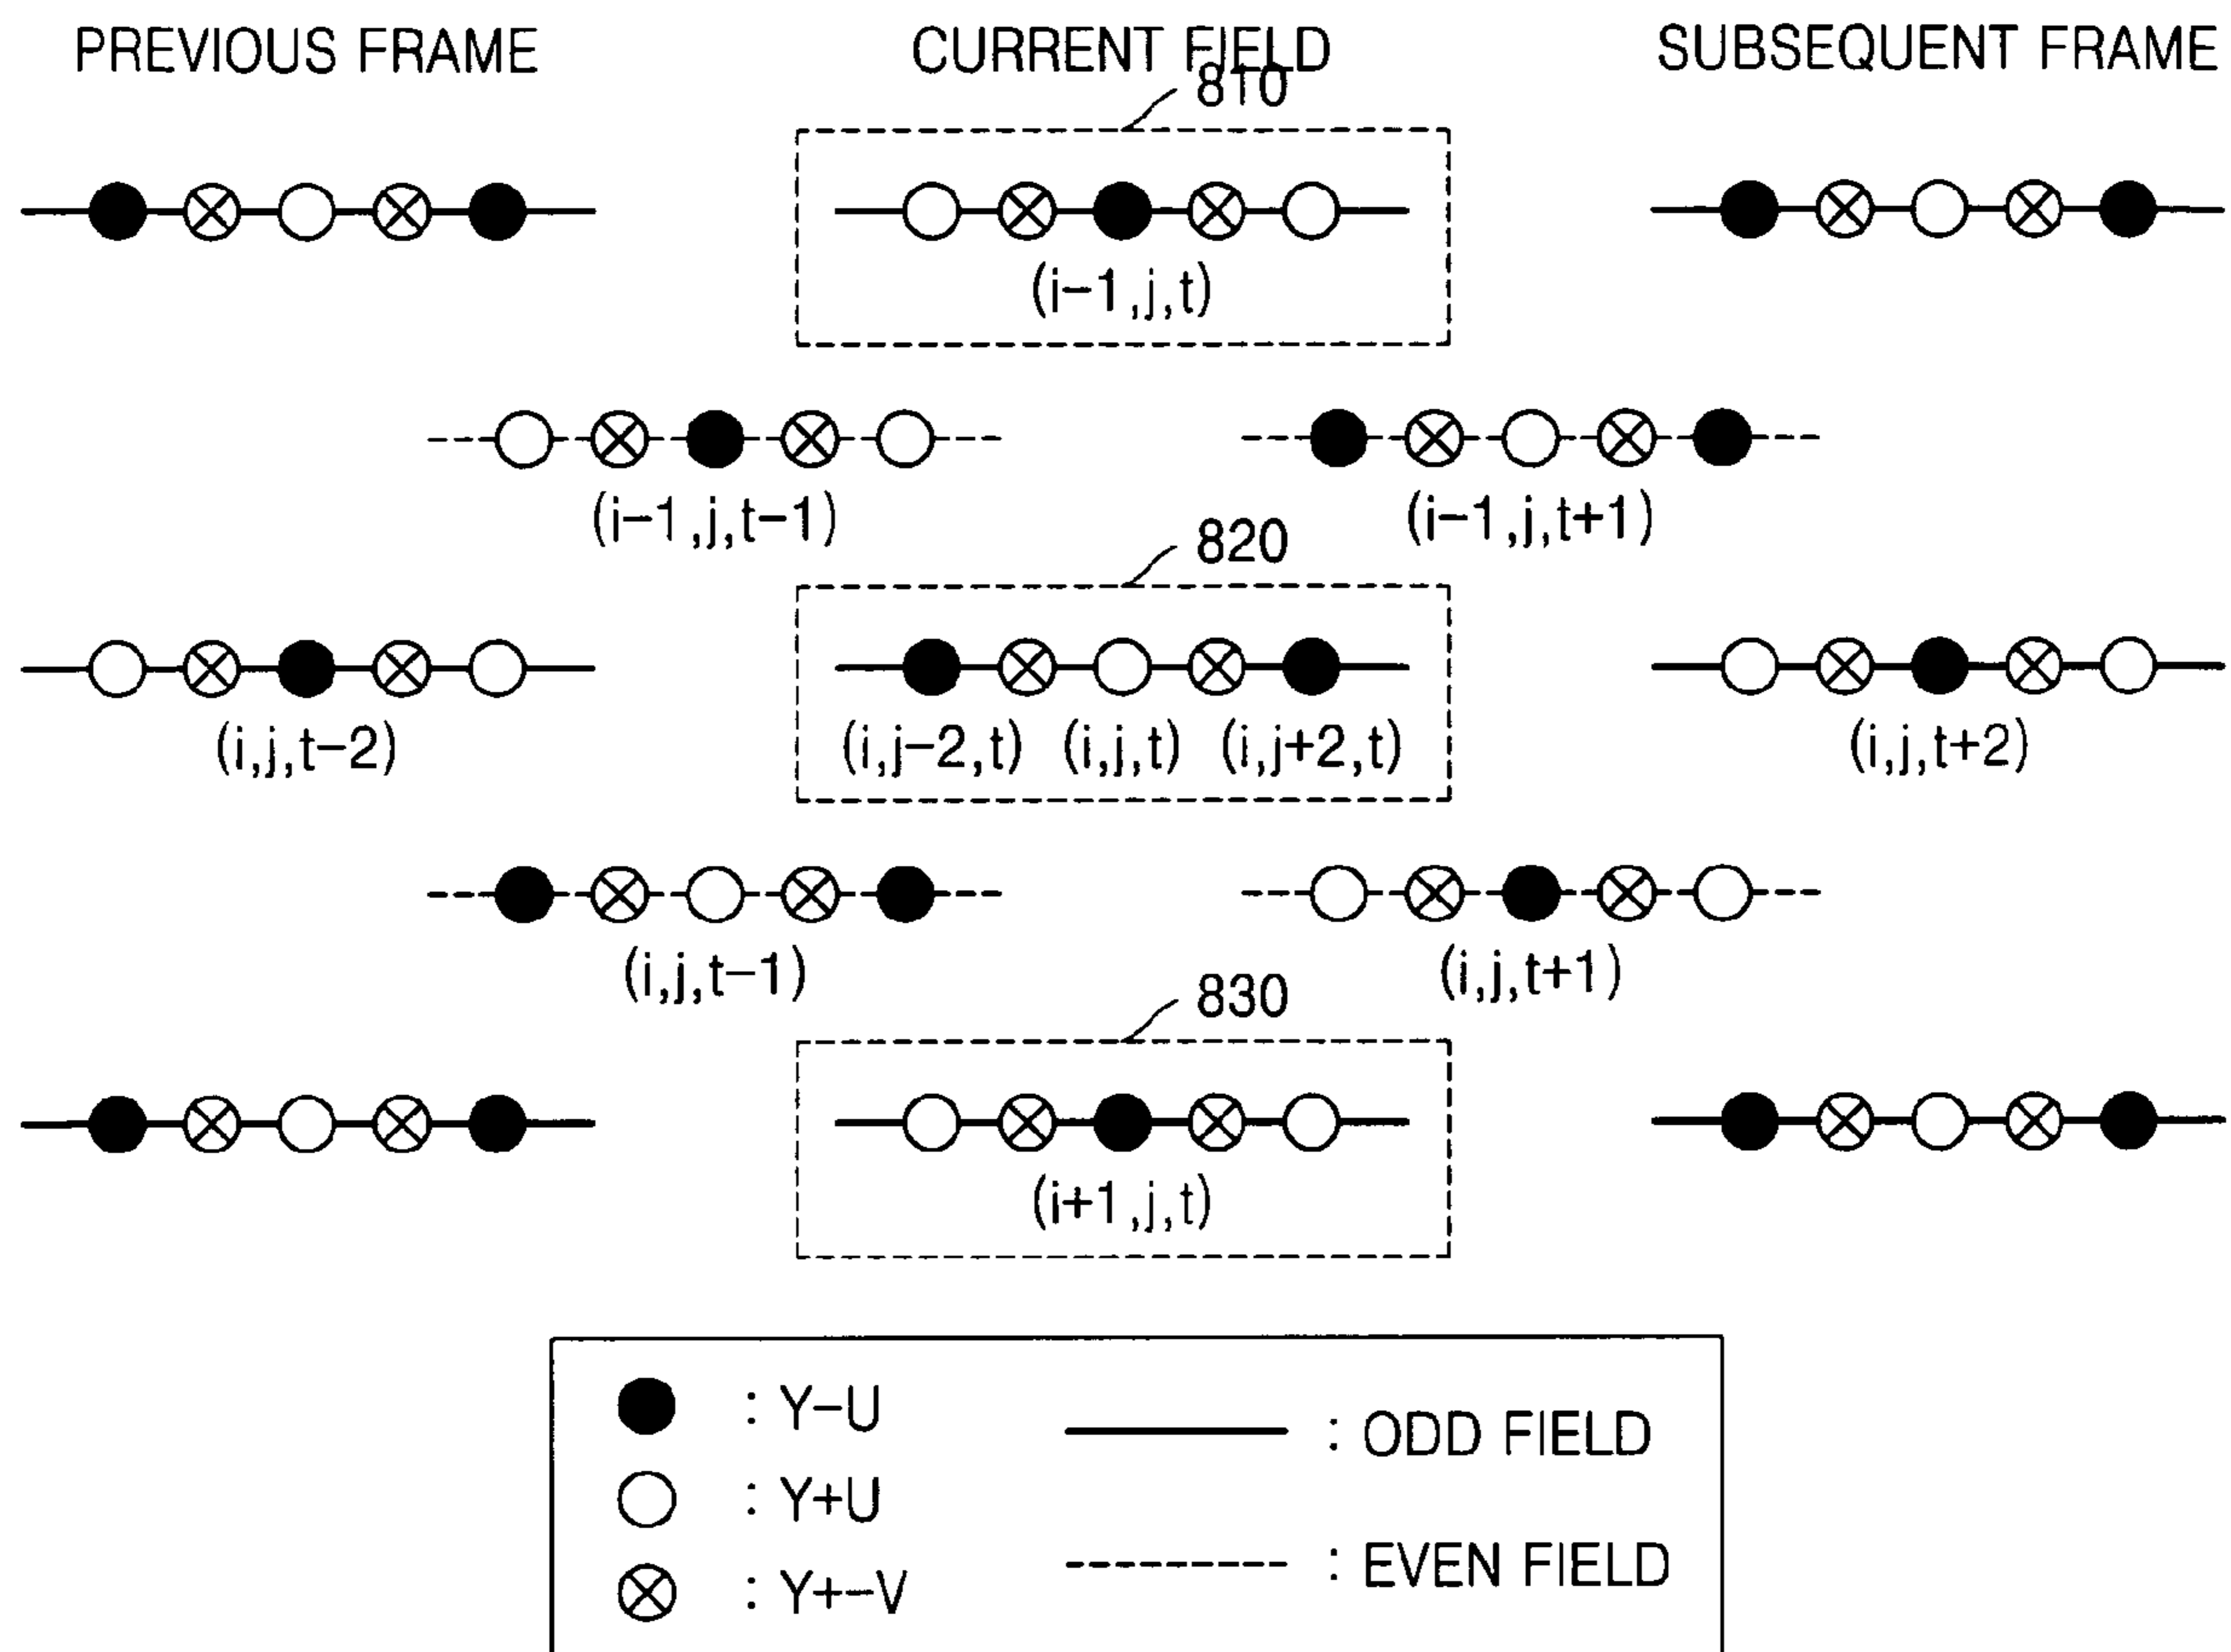 PREVIOUS FRAME
CURRENT FIELD
SUBSEQUENT FRAME
810
(i−1,j,t)
(i−1,j,t−1)
(i−1,j,t+1)
820
(i,j,t−2)
(i,j−2,t) (i,j,t) (i,j+2,t)
(i,j,t+2)
(i,j,t−1)
(i,j,t+1)
830
(i+1,j,t)
: Y−U
: Y+U
: Y+−V
: ODD FIELD
: EVEN FIELD